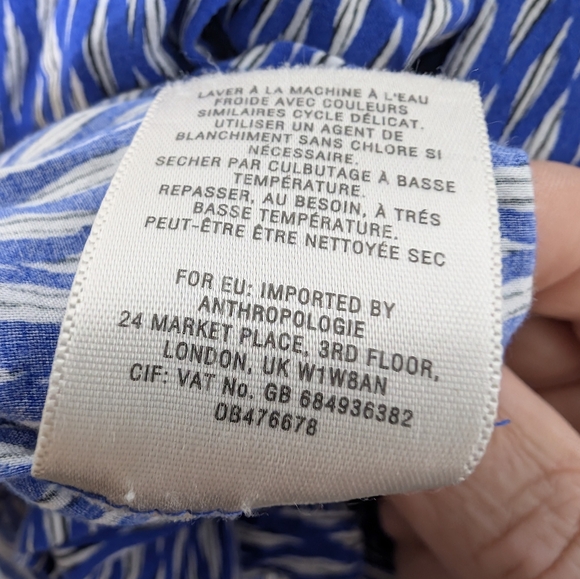 LAVER À LA MACHINE À L'EAU
FROIDE AVEC COULEURS
SIMILAIRES CYCLE DÉLICAT.
UTILISER UN AGENT DE
BLANCHIMENT SANS CHLORE SI
NÉCESSAIRE.
SECHER PAR CULBUTAGE À BASSE
TEMPÉRATURE.
REPASSER, AU BESOIN, À TRÉS
BASSE TEMPÉRATURE.
PEUT-ÊTRE ÊTRE NETTOYÉE SEC
FOR EU: IMPORTED BY
ANTHROPOLOGIE
24 MARKET PLACE, 3RD FLOOR,
LONDON, UK W1W8AN
CIF: VAT No. GB 684936382
DB476678